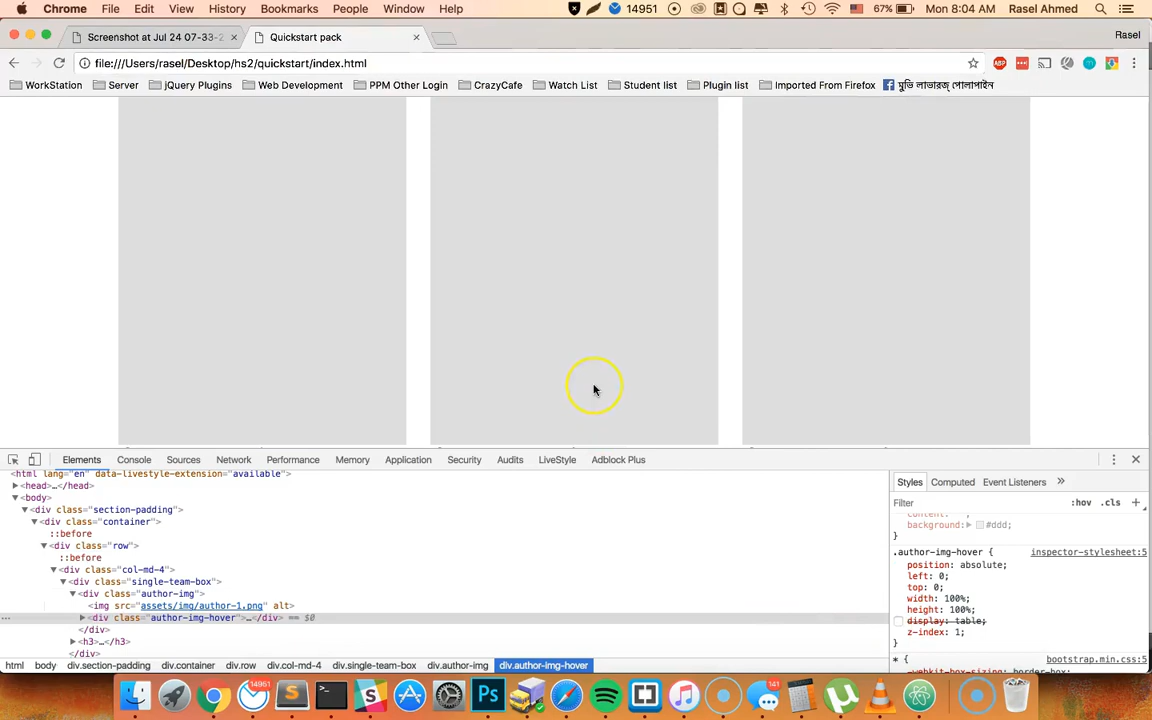 Chrome File Edit View History Bookmarks People Window Help 14951 67% Mon 8:04 AM Rasel Ahmed
Screenshot at Jul 24 07-33-2 Quickstart pack Rasel
file:///Users/rasel/Desktop/hs2/quickstart/index.html
WorkStation Server jQuery Plugins Web Development PPM Other Login CrazyCafe Watch List Student list Plugin list Imported From Firefox মুভি লাভারজ্ পোলাপাইন
Elements Console Sources Network Performance Memory Application Security Audits LiveStyle Adblock Plus
<html lang="en" data-livestyle-extension="available">
<head>…</head>
<body>
<div class="section-padding">
<div class="container">
::before
<div class="row">
::before
<div class="col-md-4">
<div class="single-team-box">
<div class="author-img">
<img src="assets/img/author-1.png" alt>
<div class="author-img-hover">…</div> == $0
</div>
<h3>…</h3>
</div>
html body div.section-padding div.container div.row div.col-md-4 div.single-team-box div.author-img div.author-img-hover
Styles Computed Event Listeners »
Filter :hov .cls +
background: #ddd;
}
.author-img-hover { inspector-stylesheet:5
position: absolute;
left: 0;
top: 0;
width: 100%;
height: 100%;
display: table;
z-index: 1;
}
* { bootstrap.min.css:5
-webkit-box-sizing: border-box;
14951 141